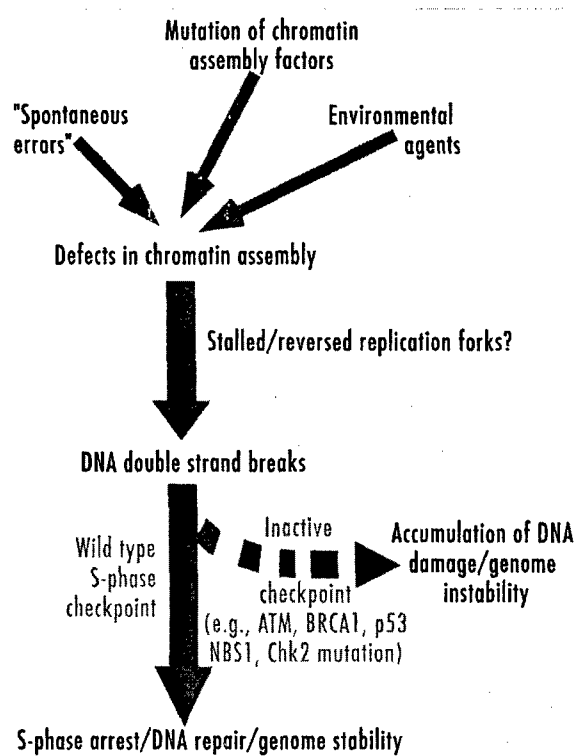 Mutation of chromatin
assembly factors
"Spontaneous
errors"
Environmental
agents
Defects in chromatin assembly
Stalled/reversed replication forks?
DNA double strand breaks
Wild type
S-phase
checkpoint
Inactive
checkpoint
(e.g., ATM, BRCA1, p53
NBS1, Chk2 mutation)
Accumulation of DNA
damage/genome
instability
S-phase arrest/DNA repair/genome stability